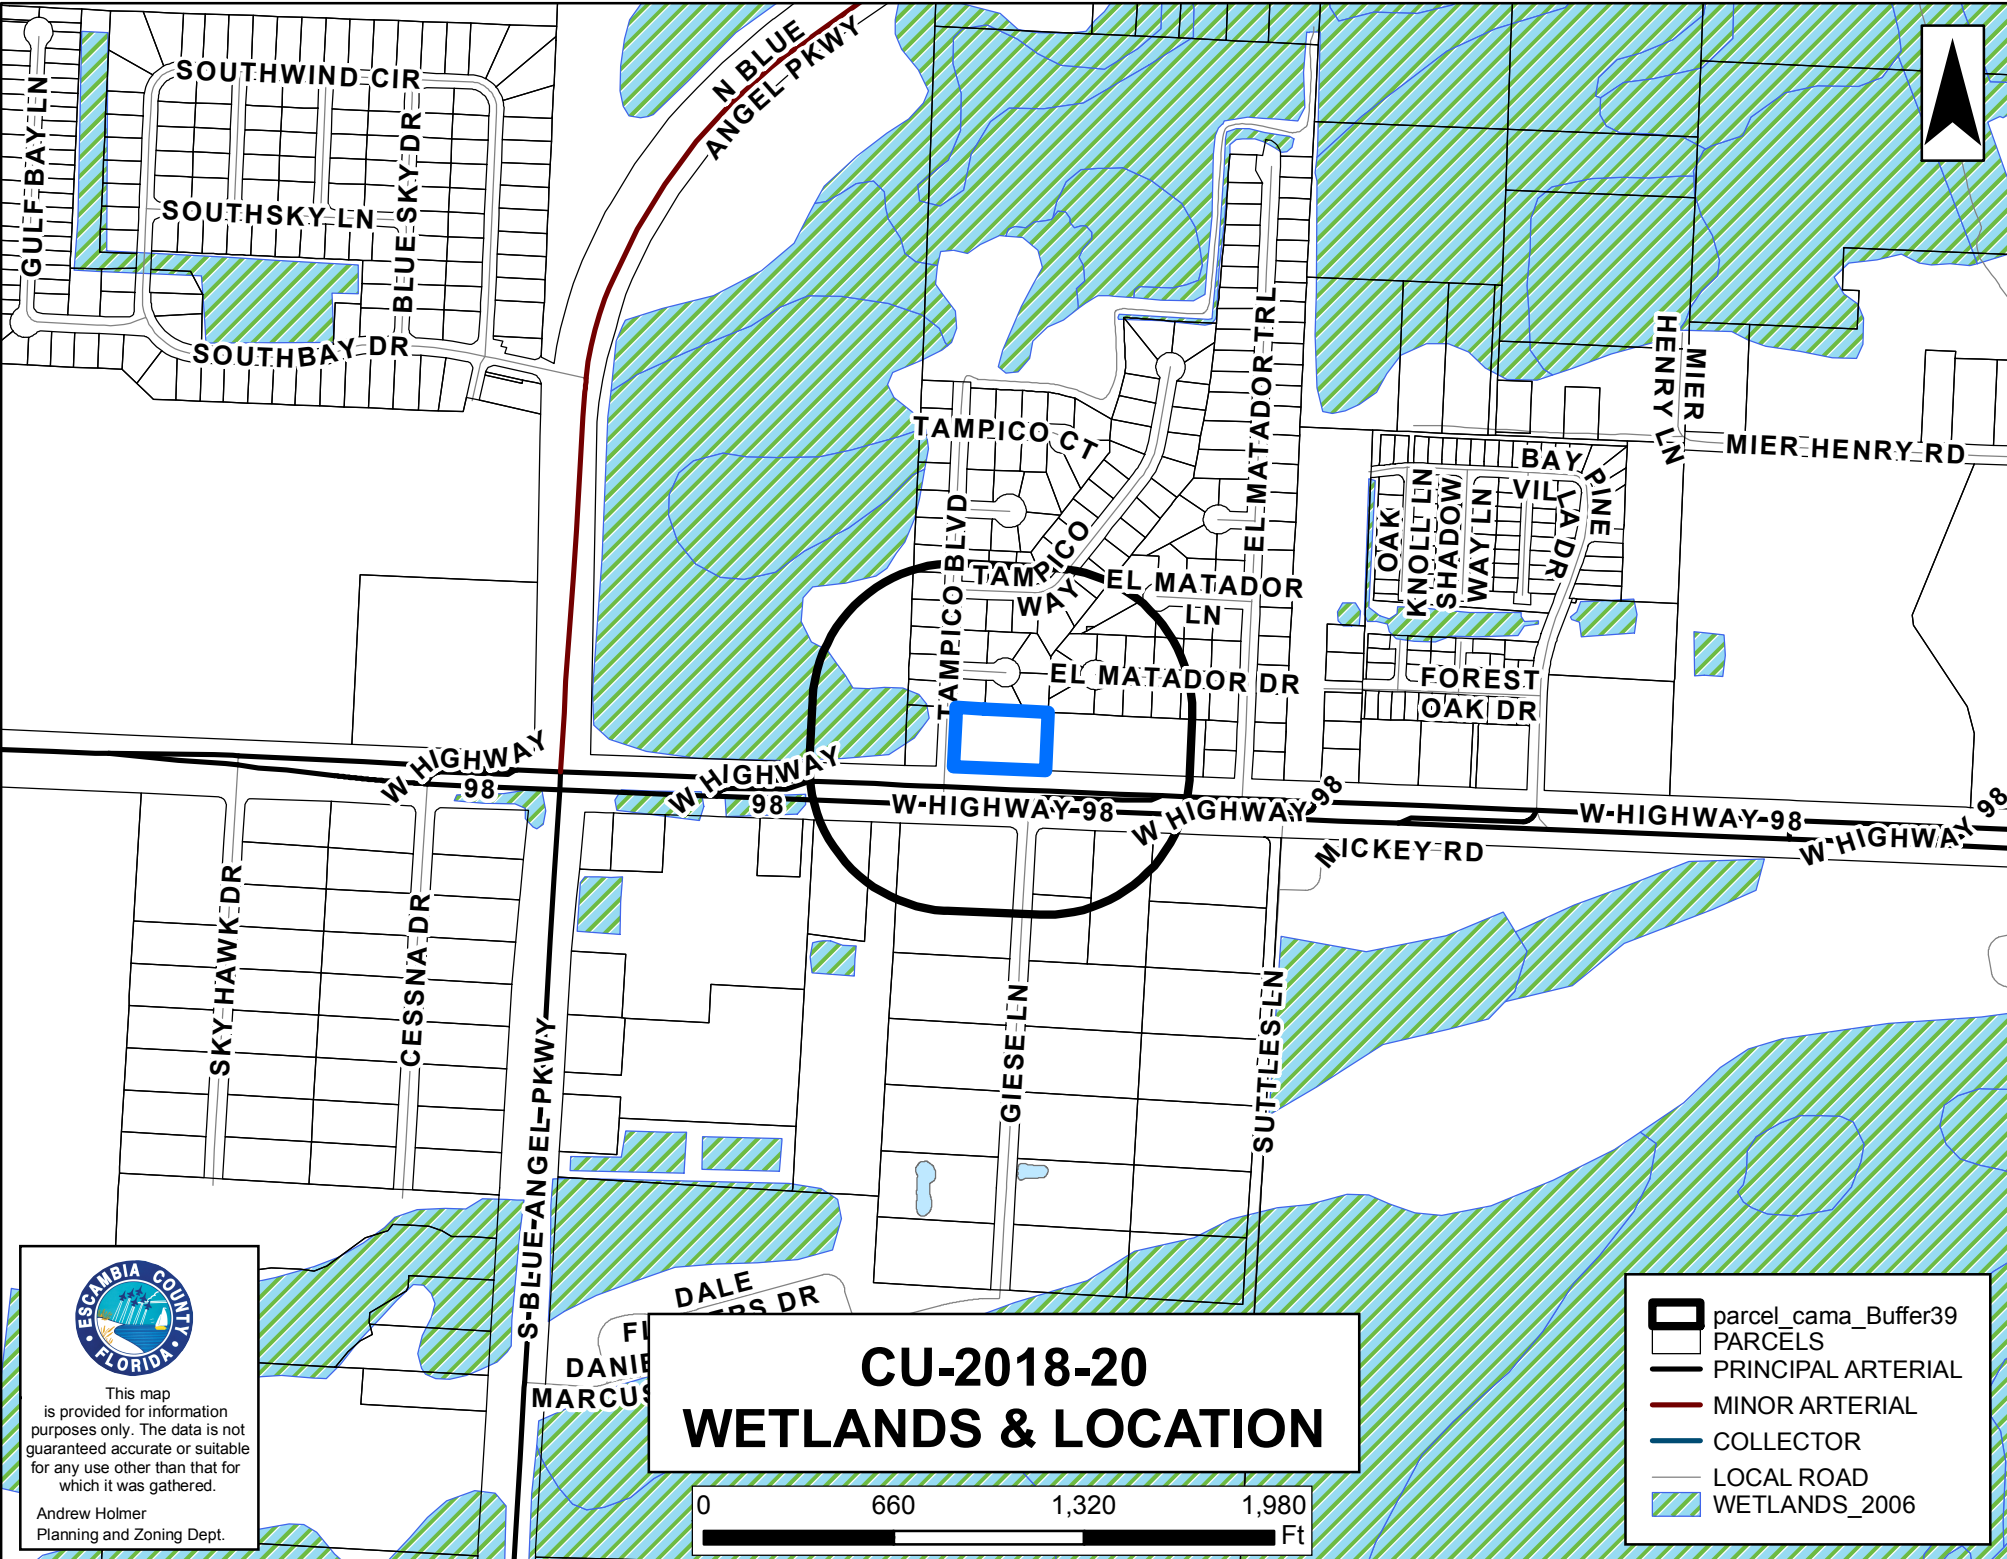 N BLUE
ANGEL PKWY
SOUTHWIND CIR
GULF BAY LN
BLUE SKY DR
SOUTHSKY LN
SOUTHBAY DR
EL MATADOR TRL
MIER
HENRY LN
MIER HENRY RD
TAMPICO CT
TAMPICO BLVD
TAMPICO
WAY
BAY PINE
VILLA DR
OAK
KNOLL LN
SHADOW
WAY LN
EL MATADOR
LN
EL MATADOR DR
FOREST
OAK DR
W HIGHWAY
98
W HIGHWAY
98
W HIGHWAY 98
W HIGHWAY 98
W HIGHWAY 98
W HIGHWAY 98
MICKEY RD
SKY HAWK DR
CESSNA DR
S BLUE ANGEL PKWY
GIESE LN
SUTTLES LN
DALE
DR
MARCUS
ESCAMBIA COUNTY
FLORIDA
This map
is provided for information
purposes only. The data is not
guaranteed accurate or suitable
for any use other than that for
which it was gathered.
Andrew Holmer
Planning and Zoning Dept.
CU-2018-20
WETLANDS & LOCATION
0 660 1,320 1,980
Ft
parcel_cama_Buffer39
PARCELS
PRINCIPAL ARTERIAL
MINOR ARTERIAL
COLLECTOR
LOCAL ROAD
WETLANDS_2006